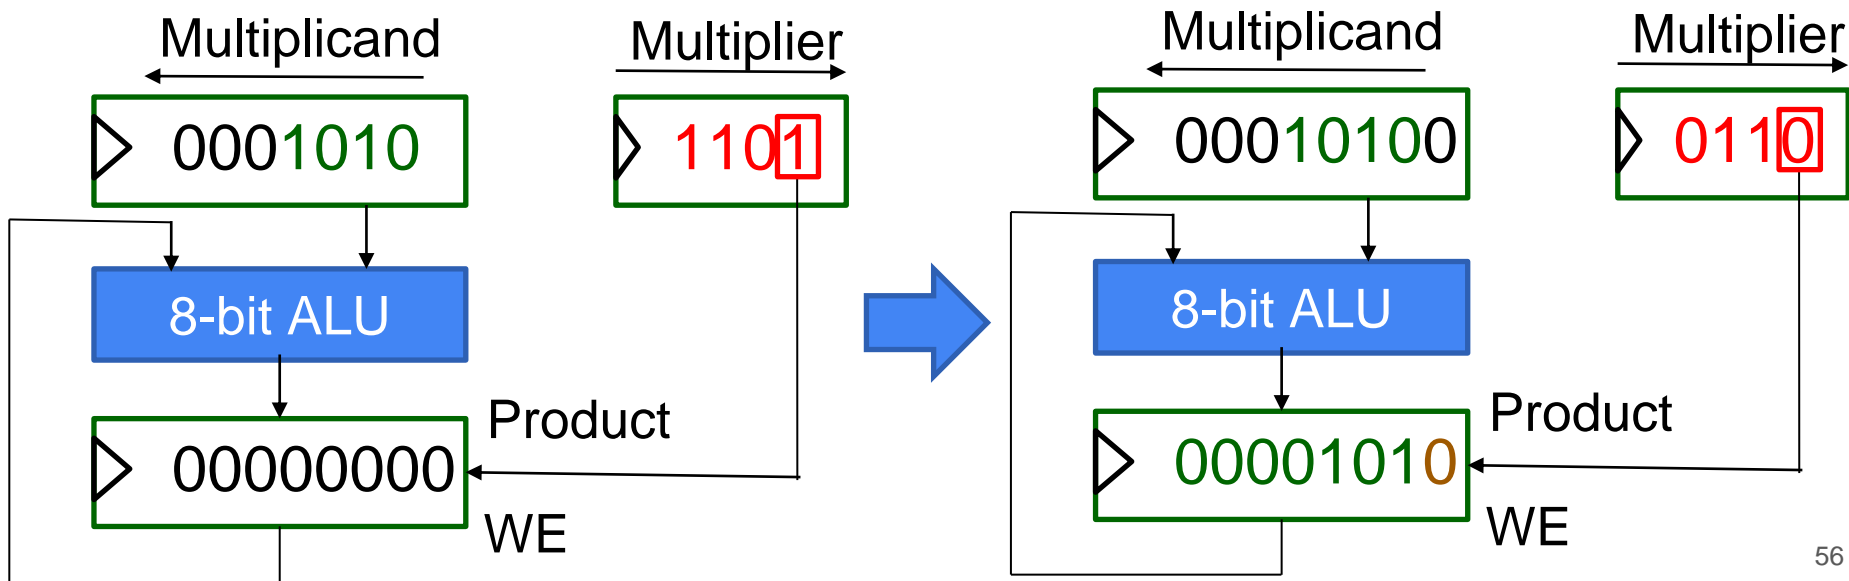 Multiplicand
Multiplier
0001010
1101
8-bit ALU
Product
00000000
WE
Multiplicand
Multiplier
00010100
0110
8-bit ALU
Product
00001010
WE
56